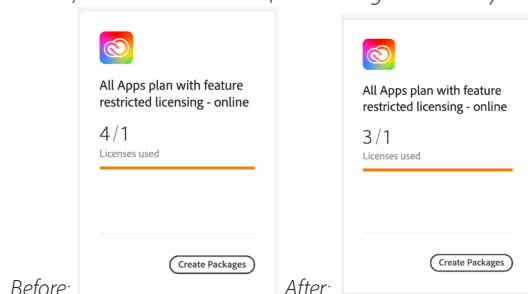 All Apps plan with feature
restricted licensing - online
4/1
Licenses used
Create Packages
Before:
All Apps plan with feature
restricted licensing - online
3/1
Licenses used
Create Packages
After: